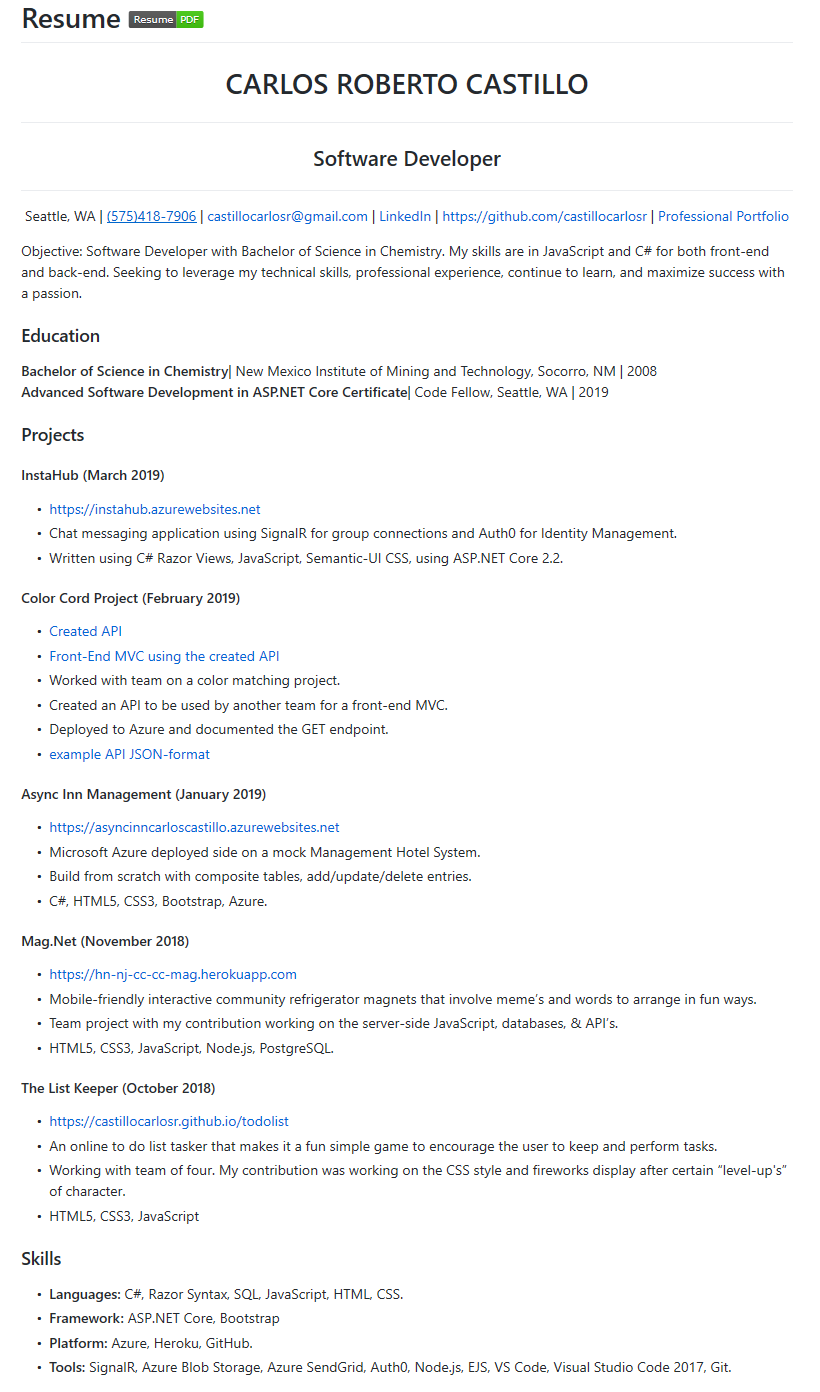 Resume Resume PDF
CARLOS ROBERTO CASTILLO
Software Developer
Seattle, WA | (575)418-7906 | castillocarlosr@gmail.com | LinkedIn | https://github.com/castillocarlosr | Professional Portfolio
Objective: Software Developer with Bachelor of Science in Chemistry. My skills are in JavaScript and C# for both front-end
and back-end. Seeking to leverage my technical skills, professional experience, continue to learn, and maximize success with
a passion.
Education
Bachelor of Science in Chemistry| New Mexico Institute of Mining and Technology, Socorro, NM | 2008
Advanced Software Development in ASP.NET Core Certificate| Code Fellow, Seattle, WA | 2019
Projects
InstaHub (March 2019)
• https://instahub.azurewebsites.net
• Chat messaging application using SignalR for group connections and Auth0 for Identity Management.
• Written using C# Razor Views, JavaScript, Semantic-UI CSS, using ASP.NET Core 2.2.
Color Cord Project (February 2019)
• Created API
• Front-End MVC using the created API
• Worked with team on a color matching project.
• Created an API to be used by another team for a front-end MVC.
• Deployed to Azure and documented the GET endpoint.
• example API JSON-format
Async Inn Management (January 2019)
• https://asyncinncarloscastillo.azurewebsites.net
• Microsoft Azure deployed side on a mock Management Hotel System.
• Build from scratch with composite tables, add/update/delete entries.
• C#, HTML5, CSS3, Bootstrap, Azure.
Mag.Net (November 2018)
• https://hn-nj-cc-cc-mag.herokuapp.com
• Mobile-friendly interactive community refrigerator magnets that involve meme’s and words to arrange in fun ways.
• Team project with my contribution working on the server-side JavaScript, databases, & API’s.
• HTML5, CSS3, JavaScript, Node.js, PostgreSQL.
The List Keeper (October 2018)
• https://castillocarlosr.github.io/todolist
• An online to do list tasker that makes it a fun simple game to encourage the user to keep and perform tasks.
• Working with team of four. My contribution was working on the CSS style and fireworks display after certain “level-up's”
of character.
• HTML5, CSS3, JavaScript
Skills
• Languages: C#, Razor Syntax, SQL, JavaScript, HTML, CSS.
• Framework: ASP.NET Core, Bootstrap
• Platform: Azure, Heroku, GitHub.
• Tools: SignalR, Azure Blob Storage, Azure SendGrid, Auth0, Node.js, EJS, VS Code, Visual Studio Code 2017, Git.